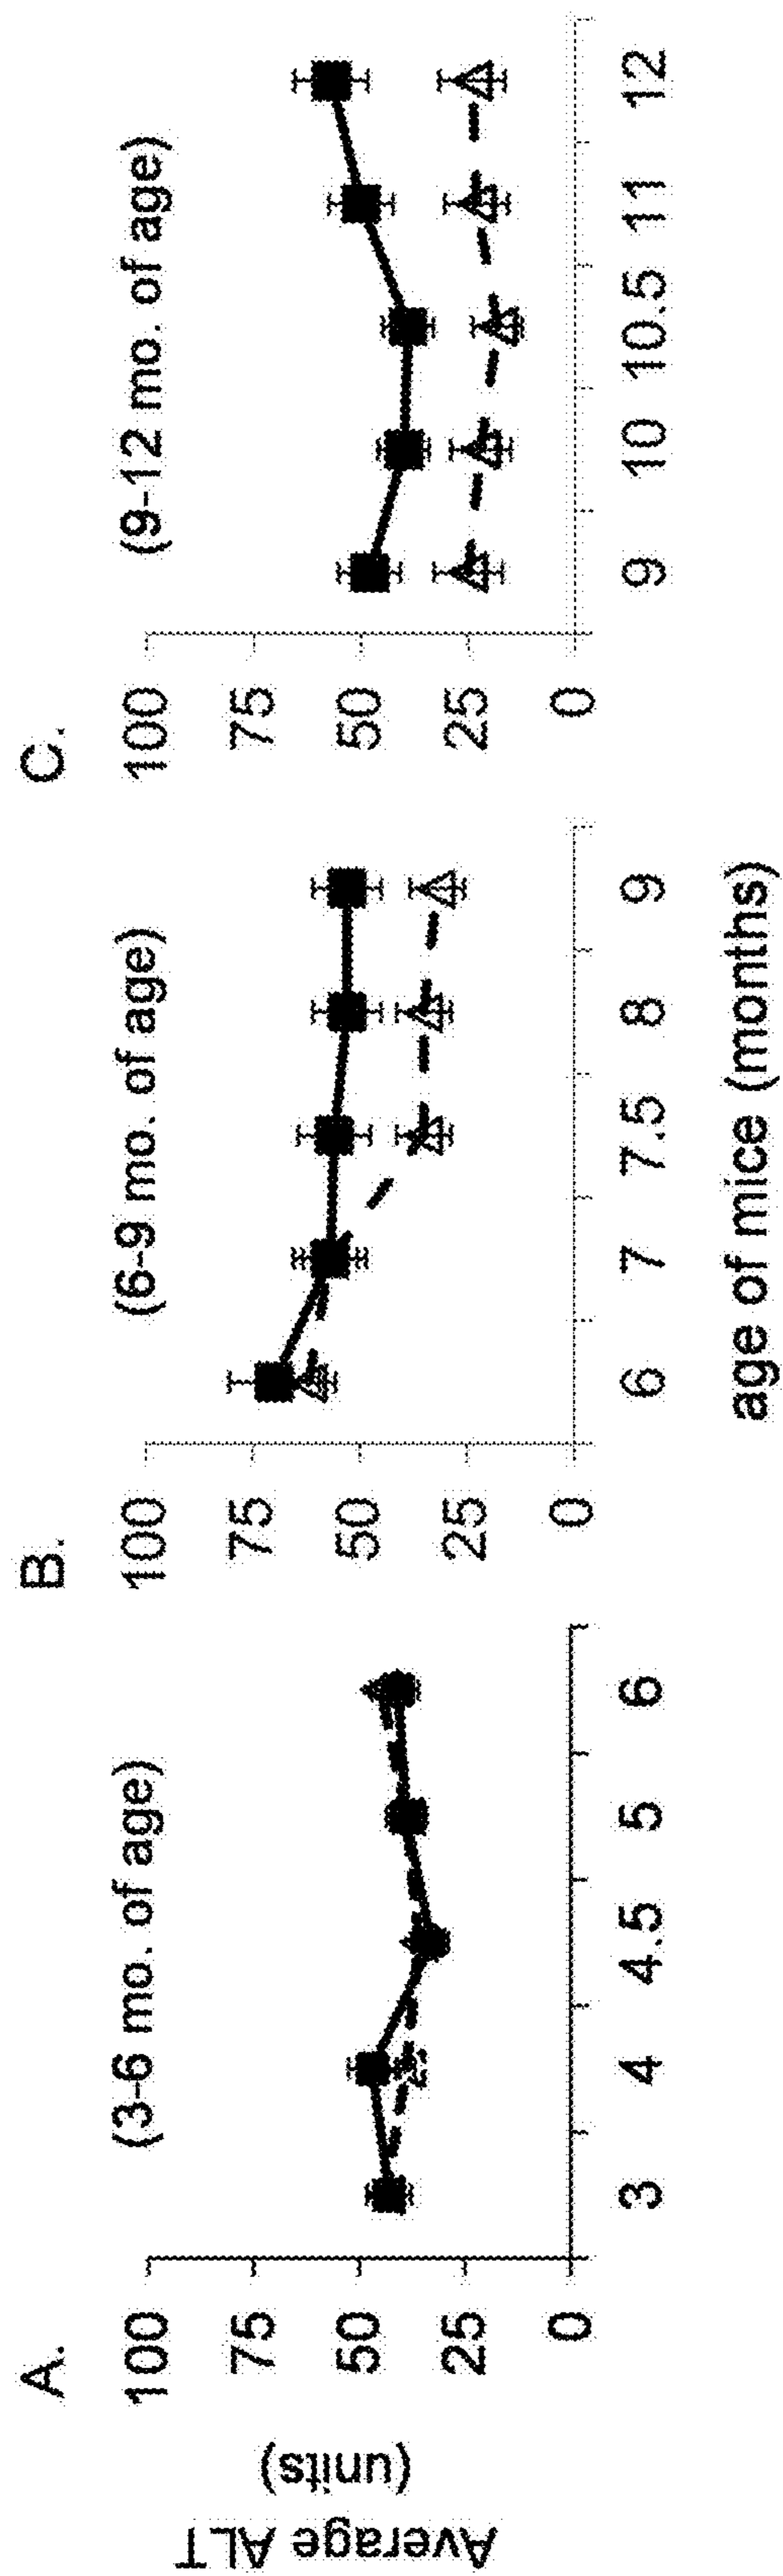 A.
(3-6 mo. of age)
Average ALT
(units)
100
75
50
25
0
3 4 4.5 5 6
B.
(6-9 mo. of age)
100
75
50
25
0
6 7 7.5 8 9
C.
(9-12 mo. of age)
100
75
50
25
0
9 10 10.5 11 12
age of mice (months)